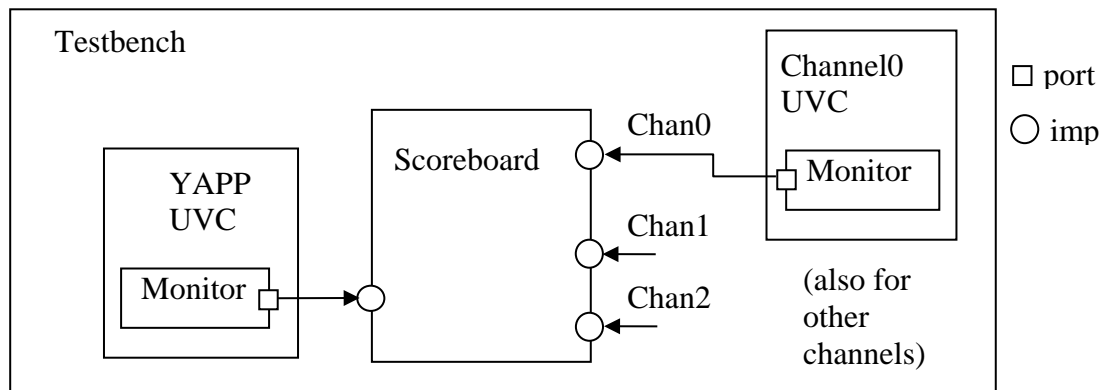 Testbench
Channel0
UVC
Monitor
port
imp
Chan0
Scoreboard
YAPP
UVC
Monitor
Chan1
Chan2
(also for
other
channels)